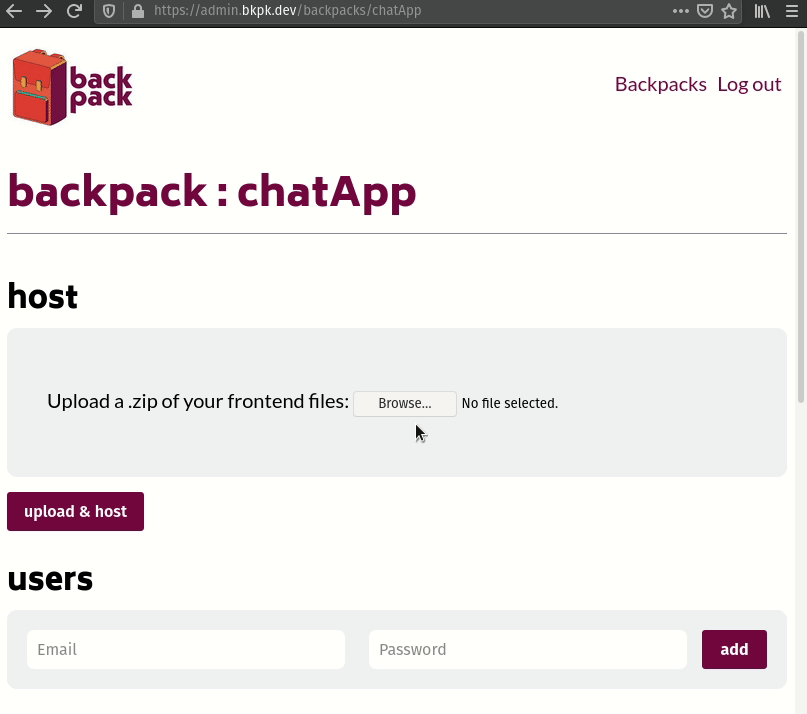 https://admin.bkpk.dev/backpacks/chatApp
back
pack
Backpacks Log out
backpack : chatApp
host
Upload a .zip of your frontend files: Browse... No file selected.
upload & host
users
Email Password add